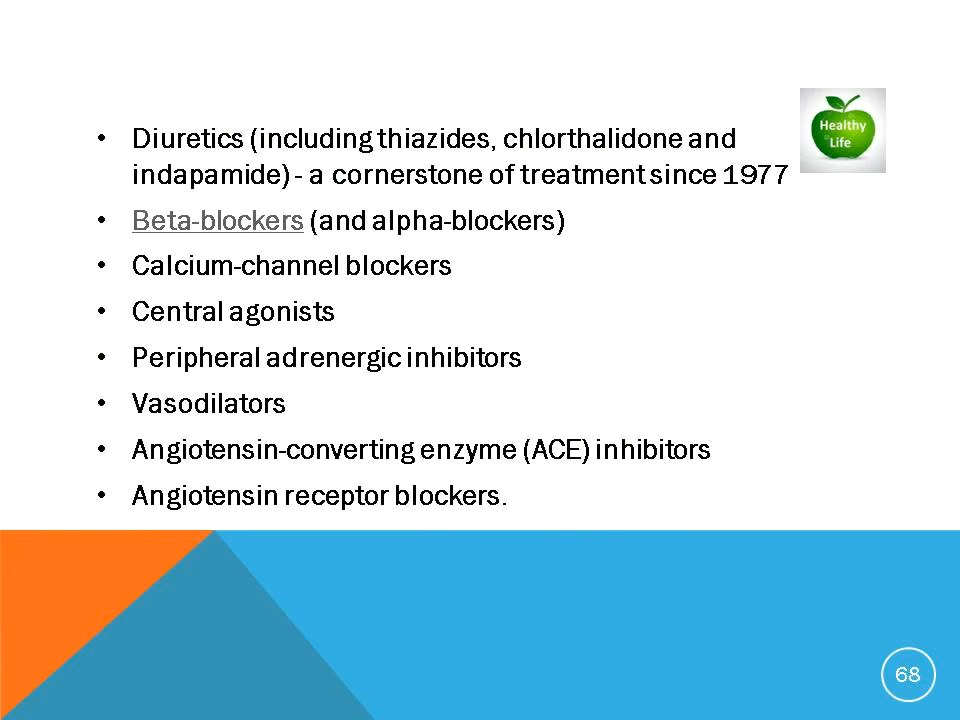 • Diuretics (including thiazides, chlorthalidone and
indapamide) - a cornerstone of treatment since 1977
Healthy
Life
• Beta-blockers (and alpha-blockers)
• Calcium-channel blockers
• Central agonists
• Peripheral adrenergic inhibitors
• Vasodilators
• Angiotensin-converting enzyme (ACE) inhibitors
• Angiotensin receptor blockers.
68